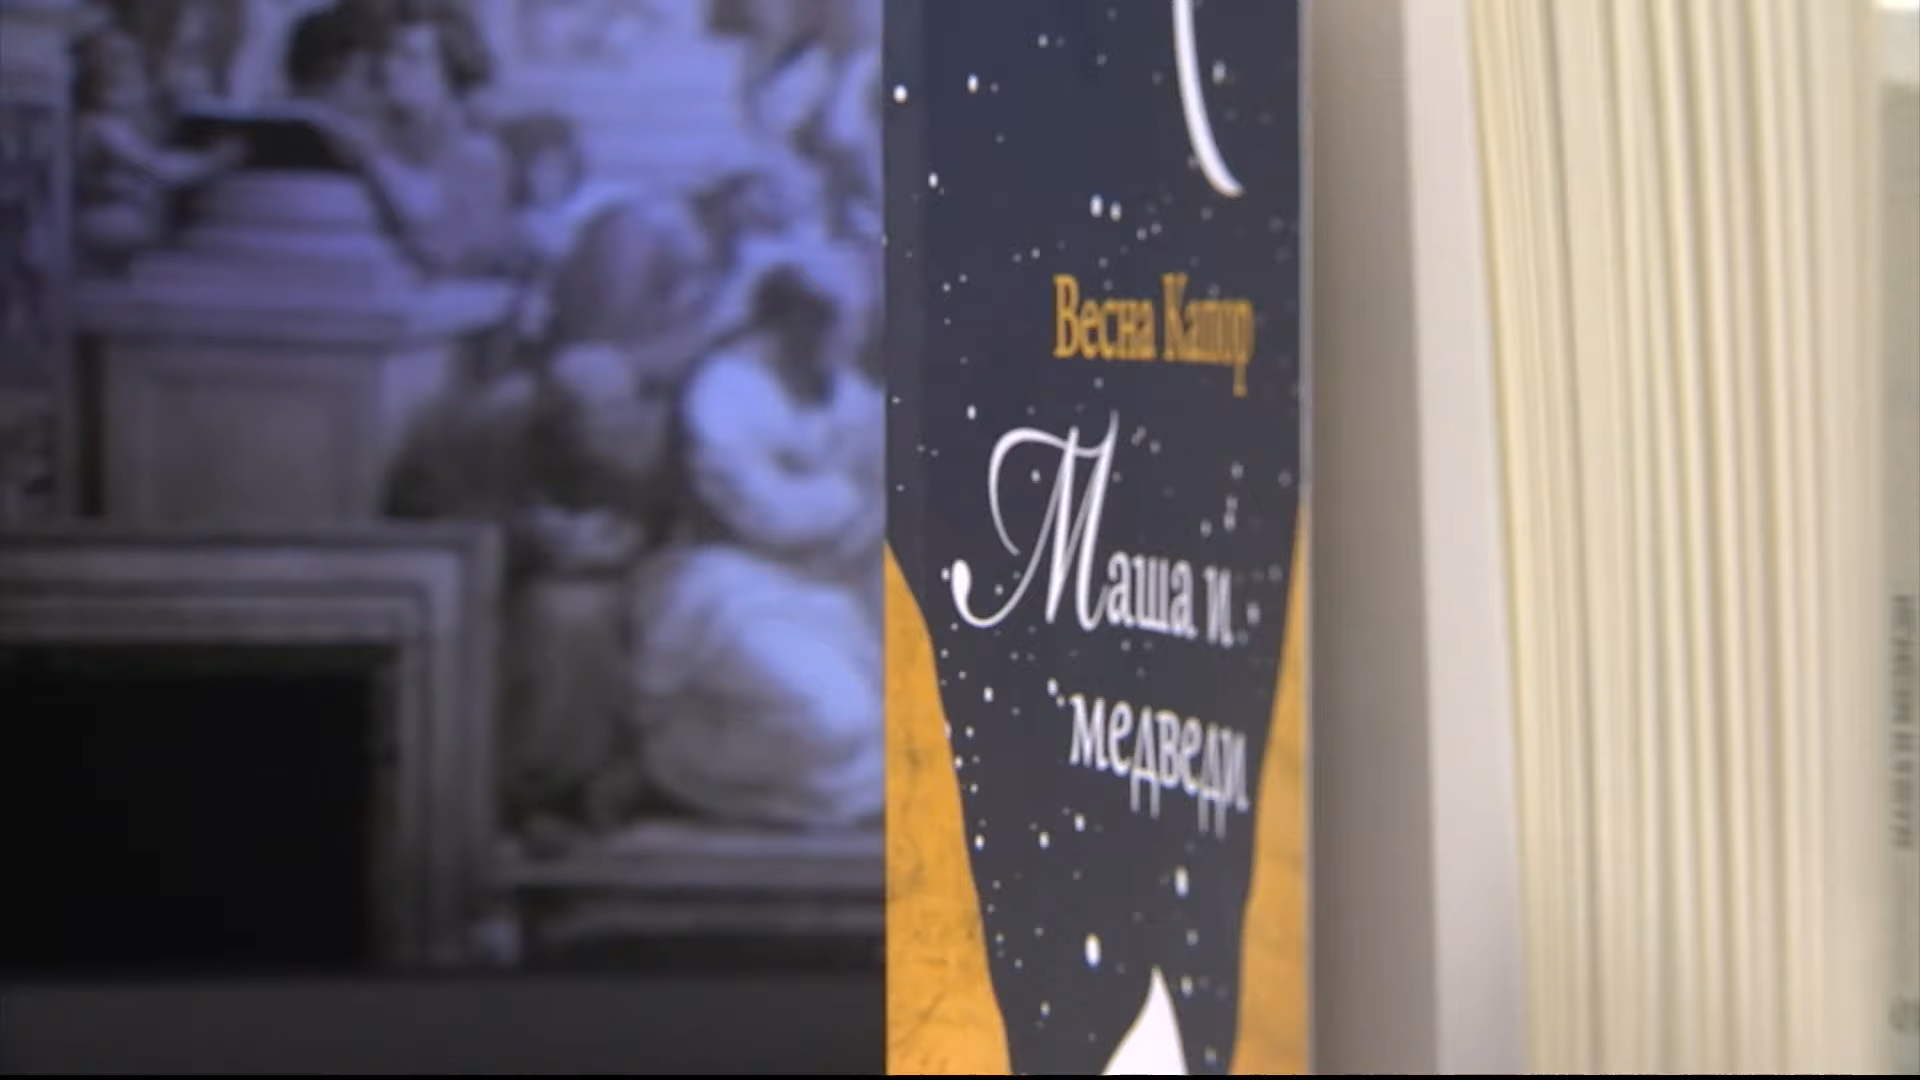 Весна Капор
Маша и
медведи